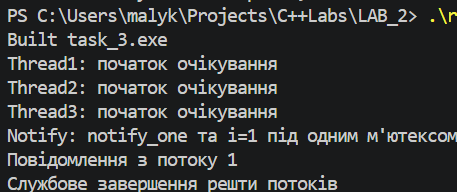 PS C:\Users\malyk\Projects\C++Labs\LAB_2> .\
Built task_3.exe
Thread1: початок очікування
Thread2: початок очікування
Thread3: початок очікування
Notify: notify_one та i=1 під одним м'ютексом
Повідомлення з потоку 1
Службове завершення решти потоків